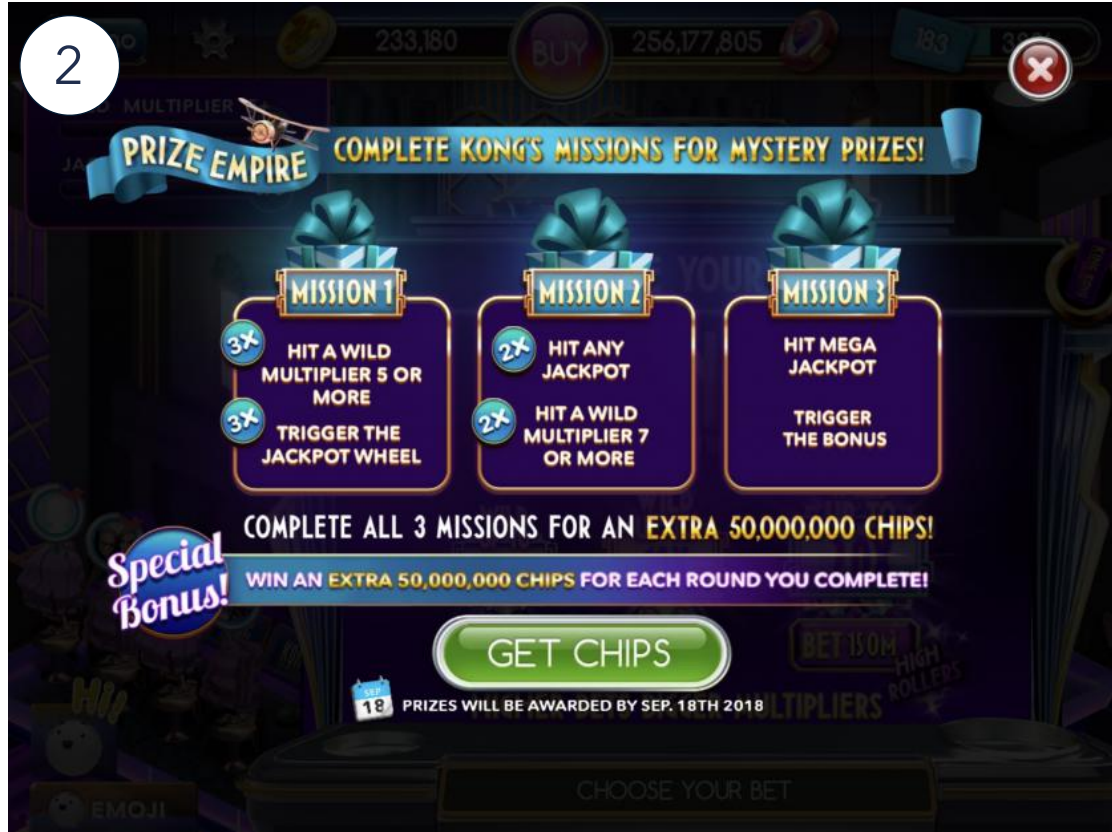 2
233,180
BUY
256,177,805
183
MULTIPLIER
PRIZE EMPIRE
COMPLETE KONG'S MISSIONS FOR MYSTERY PRIZES!
MISSION 1
3X HIT A WILD
MULTIPLIER 5 OR
MORE
3X TRIGGER THE
JACKPOT WHEEL
MISSION 2
2X HIT ANY
JACKPOT
2X HIT A WILD
MULTIPLIER 7
OR MORE
MISSION 3
HIT MEGA
JACKPOT
TRIGGER
THE BONUS
COMPLETE ALL 3 MISSIONS FOR AN EXTRA 50,000,000 CHIPS!
Special
Bonus!
WIN AN EXTRA 50,000,000 CHIPS FOR EACH ROUND YOU COMPLETE!
GET CHIPS
BET 150M
HIGH
ROLLERS
SEP
18
PRIZES WILL BE AWARDED BY SEP. 18TH 2018
MULTIPLIERS
Hi!
EMOJI
CHOOSE YOUR BET